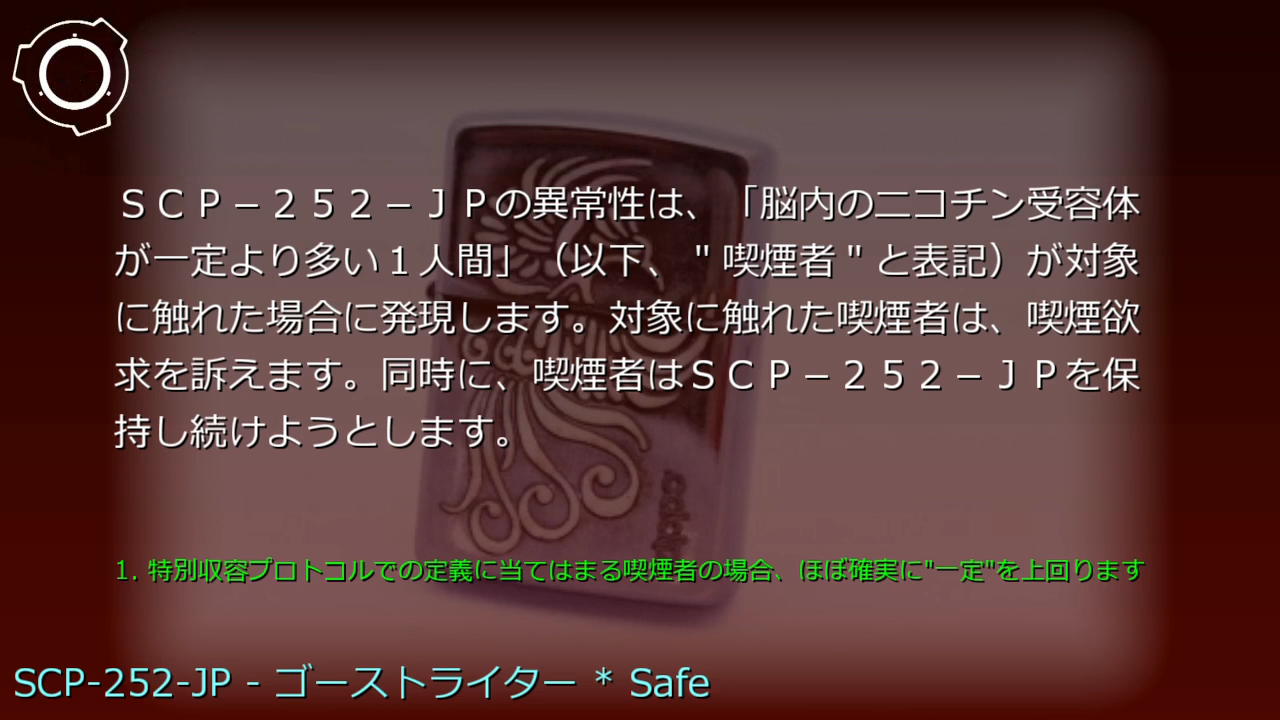 ＳＣＰ－２５２－ＪＰの異常性は、「脳内のニコチン受容体
が一定より多い１人間」（以下、＂喫煙者＂と表記）が対象
に触れた場合に発現します。対象に触れた喫煙者は、喫煙欲
求を訴えます。同時に、喫煙者はＳＣＰ－２５２－ＪＰを保
持し続けようとします。
1. 特別収容プロトコルでの定義に当てはまる喫煙者の場合、ほぼ確実に"一定"を上回ります
SCP-252-JP - ゴーストライター * Safe